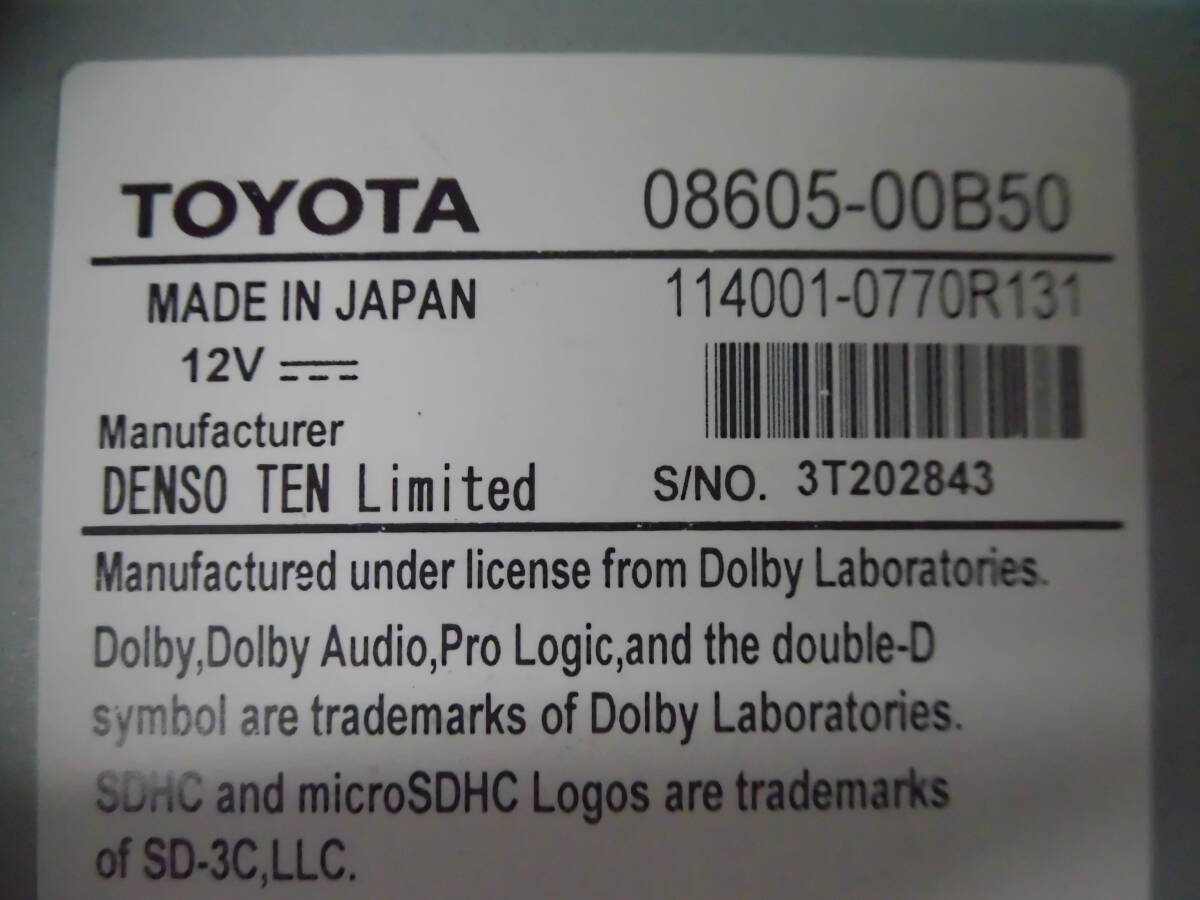 TOYOTA 08605-00B50
MADE IN JAPAN 114001-0770R131
12V
Manufacturer
DENSO TEN Limited S/NO. 3T202843
Manufactured under license from Dolby Laboratories.
Dolby,Dolby Audio,Pro Logic,and the double-D
symbol are trademarks of Dolby Laboratories.
SDHC and microSDHC Logos are trademarks
of SD-3C,LLC.